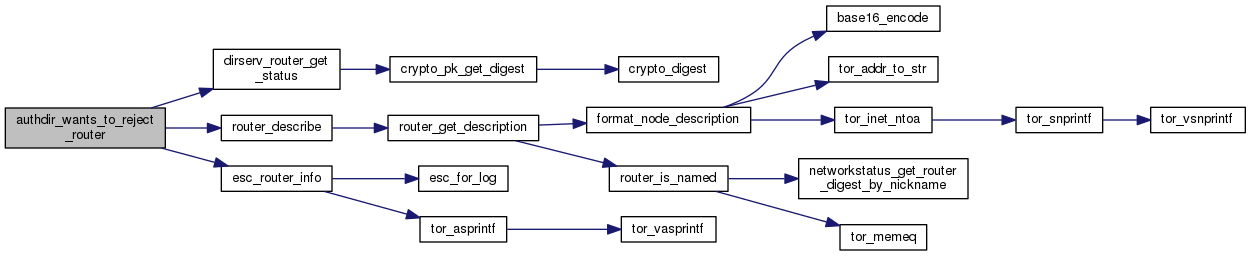 authdir_wants_to_reject
_router
dirserv_router_get
_status
crypto_pk_get_digest
crypto_digest
router_describe
router_get_description
format_node_description
base16_encode
tor_addr_to_str
tor_inet_ntoa
tor_snprintf
tor_vsnprintf
router_is_named
networkstatus_get_router
_digest_by_nickname
tor_memeq
esc_router_info
esc_for_log
tor_asprintf
tor_vasprintf